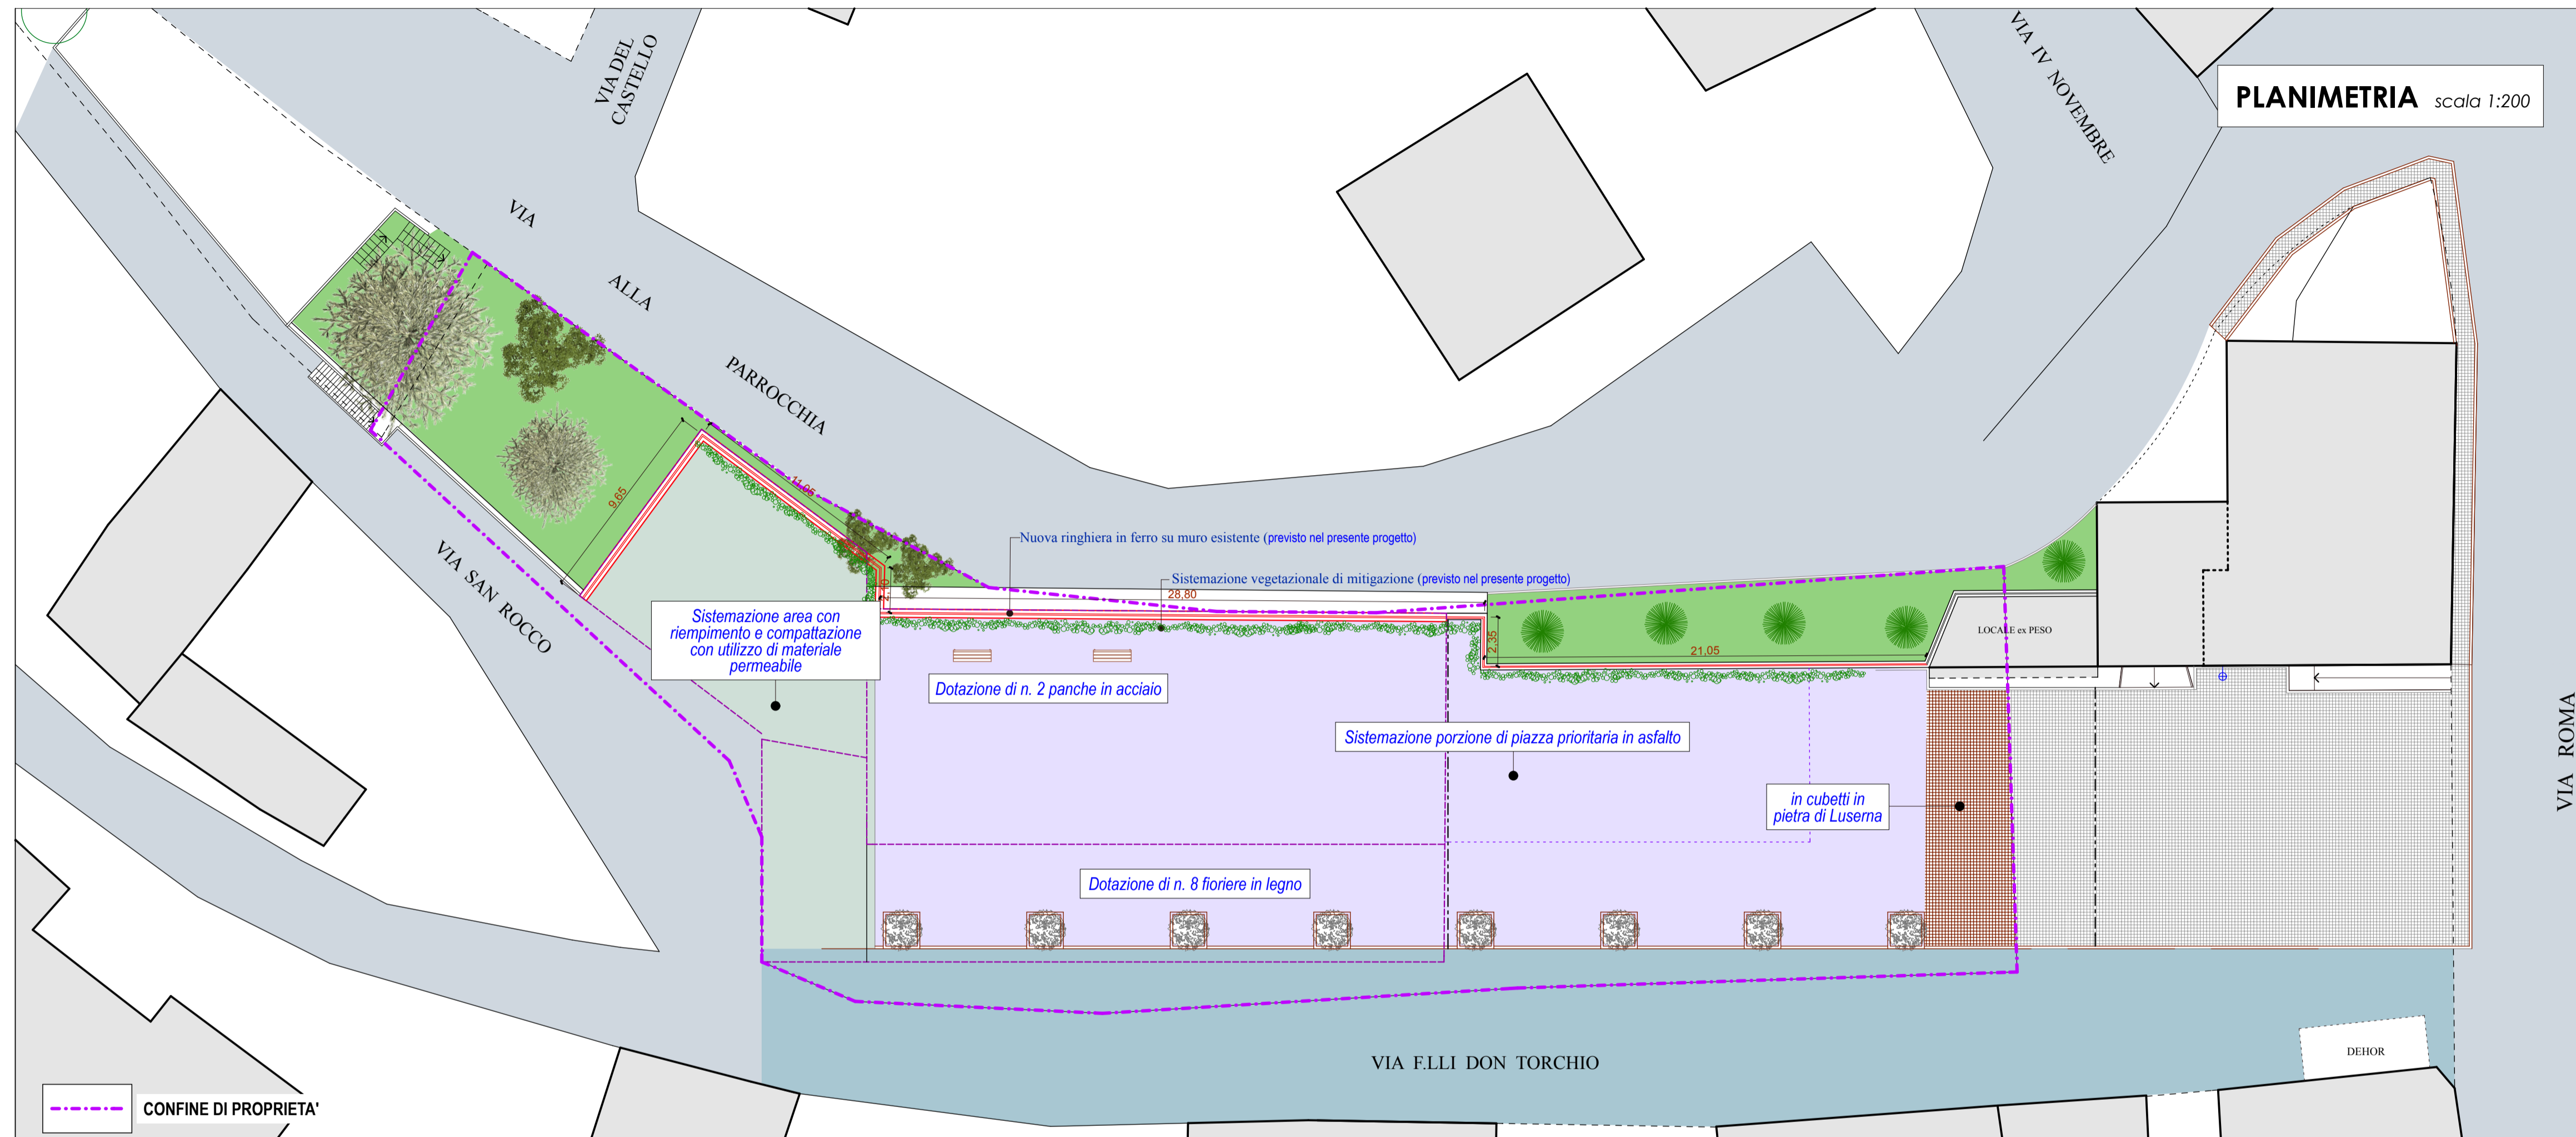 VIA DEL
CASTELLO
VIA IV NOVEMBRE
PLANIMETRIA scala 1:200
VIA
ALLA
PARROCCHIA
9,65
11,05
Nuova ringhiera in ferro su muro esistente (previsto nel presente progetto)
Sistemazione vegetazionale di mitigazione (previsto nel presente progetto)
28,80
VIA SAN ROCCO
Sistemazione area con
riempimento e compattazione
con utilizzo di materiale
permeabile
LOCALE ex PESO
2,35
21,05
Dotazione di n. 2 panche in acciaio
Sistemazione porzione di piazza prioritaria in asfalto
VIA ROMA
in cubetti in
pietra di Luserna
Dotazione di n. 8 fioriere in legno
VIA F.LLI DON TORCHIO
DEHOR
CONFINE DI PROPRIETA'